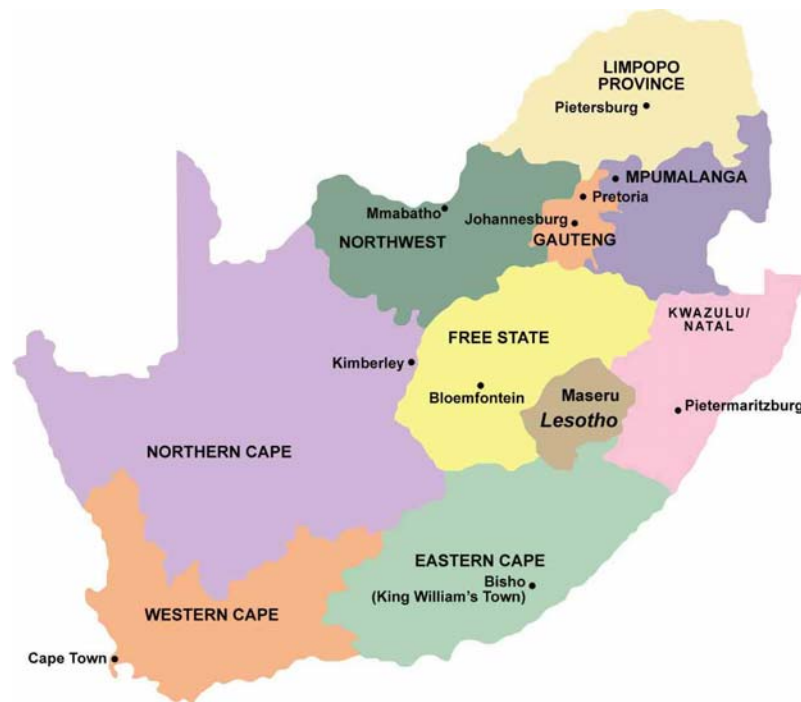 LIMPOPO
PROVINCE
Pietersburg
MPUMALANGA
Pretoria
Mmabatho
Johannesburg
NORTHWEST
GAUTENG
KWAZULU/
NATAL
FREE STATE
Kimberley
Bloemfontein
Maseru
Lesotho
Pietermaritzburg
NORTHERN CAPE
EASTERN CAPE
Bisho
(King William's Town)
WESTERN CAPE
Cape Town